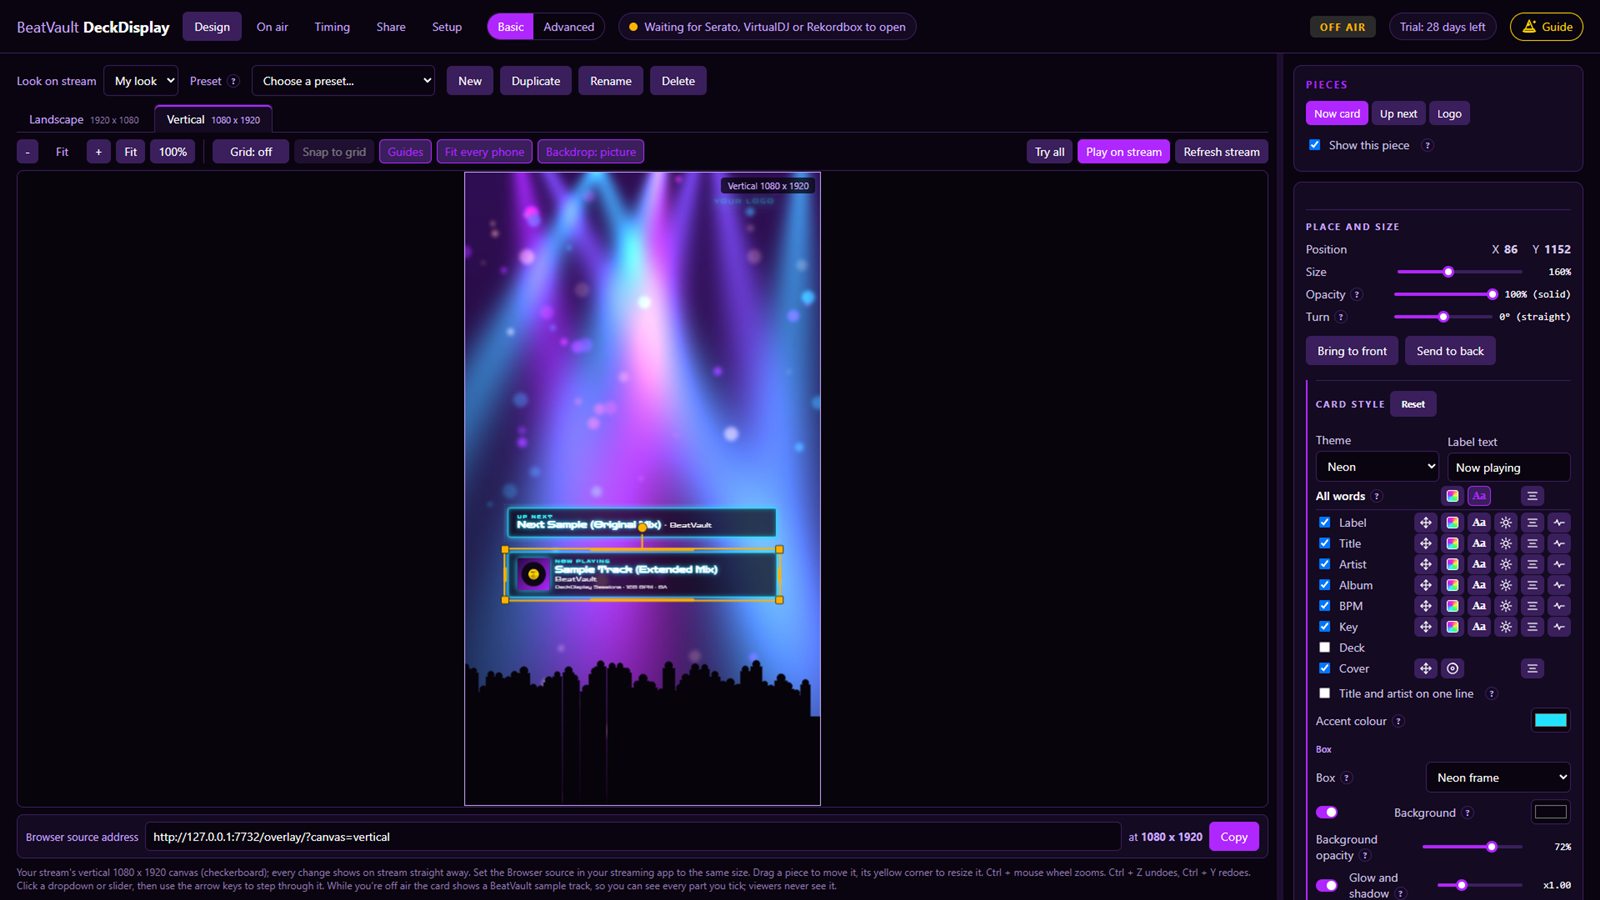 BeatVault DeckDisplay
Design
On air
Timing
Share
Setup
Basic
Advanced
Waiting for Serato, VirtualDJ or Rekordbox to open
OFF AIR
Trial: 28 days left
Guide
Look on stream
My look
Preset ?
Choose a preset...
New
Duplicate
Rename
Delete
Landscape 1920 x 1080
Vertical 1080 x 1920
-
Fit
+
Fit
100%
Grid: off
Snap to grid
Guides
Fit every phone
Backdrop: picture
Try all
Play on stream
Refresh stream
Vertical 1080 x 1920
YOUR LOGO
UP NEXT
Next Sample (Original Mix) · BeatVault
NOW PLAYING
Sample Track (Extended Mix)
BeatVault
DeckDisplay Sessions
Browser source address
http://127.0.0.1:7732/overlay/?canvas=vertical
at 1080 x 1920
Copy
Your stream's vertical 1080 x 1920 canvas (checkerboard); every change shows on stream straight away. Set the Browser source in your streaming app to the same size. Drag a piece to move it, its yellow corner to resize it. Ctrl + mouse wheel zooms. Ctrl + Z undoes, Ctrl + Y redoes.
Click a dropdown or slider, then use the arrow keys to step through it. While you're off air the card shows a BeatVault sample track, so you can see every part you tick; viewers never see it.
PIECES
Now card
Up next
Logo
Show this piece ?
PLACE AND SIZE
Position X 86 Y 1152
Size 160%
Opacity ? 100% (solid)
Turn ? 0° (straight)
Bring to front
Send to back
CARD STYLE
Reset
Theme
Label text
Neon
Now playing
All words ? Aa
Label Aa
Title Aa
Artist Aa
Album Aa
BPM Aa
Key Aa
Deck
Cover
Title and artist on one line ?
Accent colour ?
Box
Box ? Neon frame
Background ?
Background
opacity ? 72%
Glow and
shadow ? x1.00